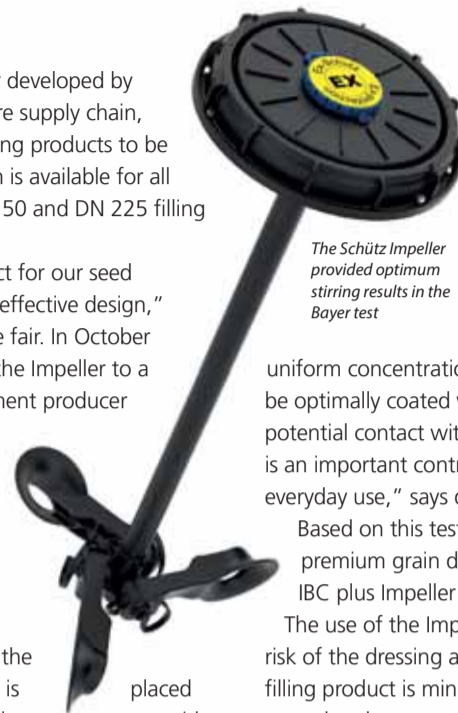 developed by
re supply chain,
ng products to be
is available for all
50 and DN 225 filling
ct for our seed
effective design,”
e fair. In October
the Impeller to a
ment producer
the
is placed
EX
The Schütz Impeller
provided optimum
stirring results in the
Bayer test
uniform concentratio
be optimally coated
potential contact wit
is an important contr
everyday use,” says
Based on this test
premium grain d
IBC plus Impeller
The use of the Imp
risk of the dressing a
filling product is min